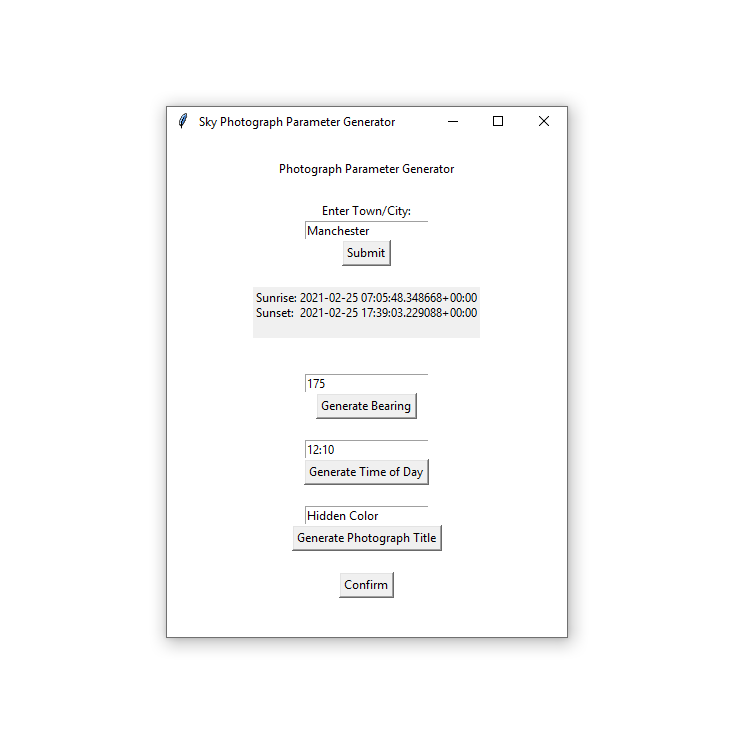 Sky Photograph Parameter Generator
Photograph Parameter Generator
Enter Town/City:
Manchester
Submit
Sunrise: 2021-02-25 07:05:48.348668+00:00
Sunset:  2021-02-25 17:39:03.229088+00:00
175
Generate Bearing
12:10
Generate Time of Day
Hidden Color
Generate Photograph Title
Confirm